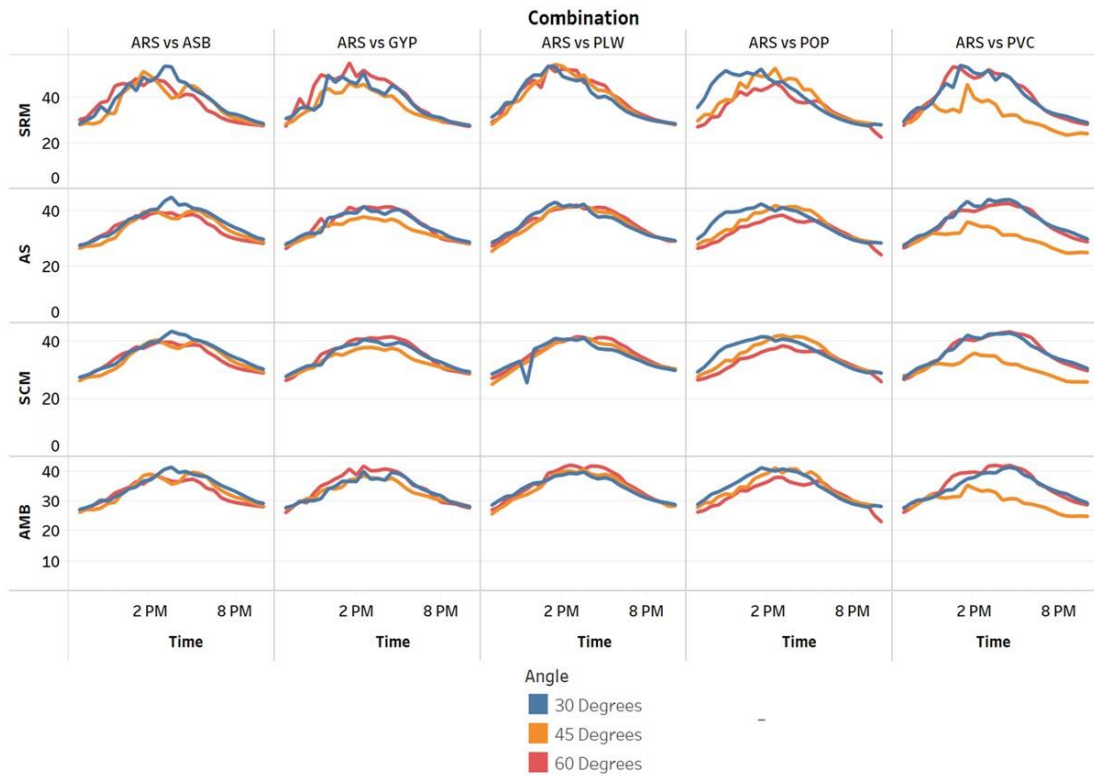 Combination
ARS vs ASB ARS vs GYP ARS vs PLW ARS vs POP ARS vs PVC
SRM
40
20
0
AS
40
20
0
SCM
40
20
0
AMB
40
30
20
10
2 PM 8 PM 2 PM 8 PM 2 PM 8 PM 2 PM 8 PM 2 PM 8 PM
Time Time Time Time Time
Angle
30 Degrees
45 Degrees
60 Degrees